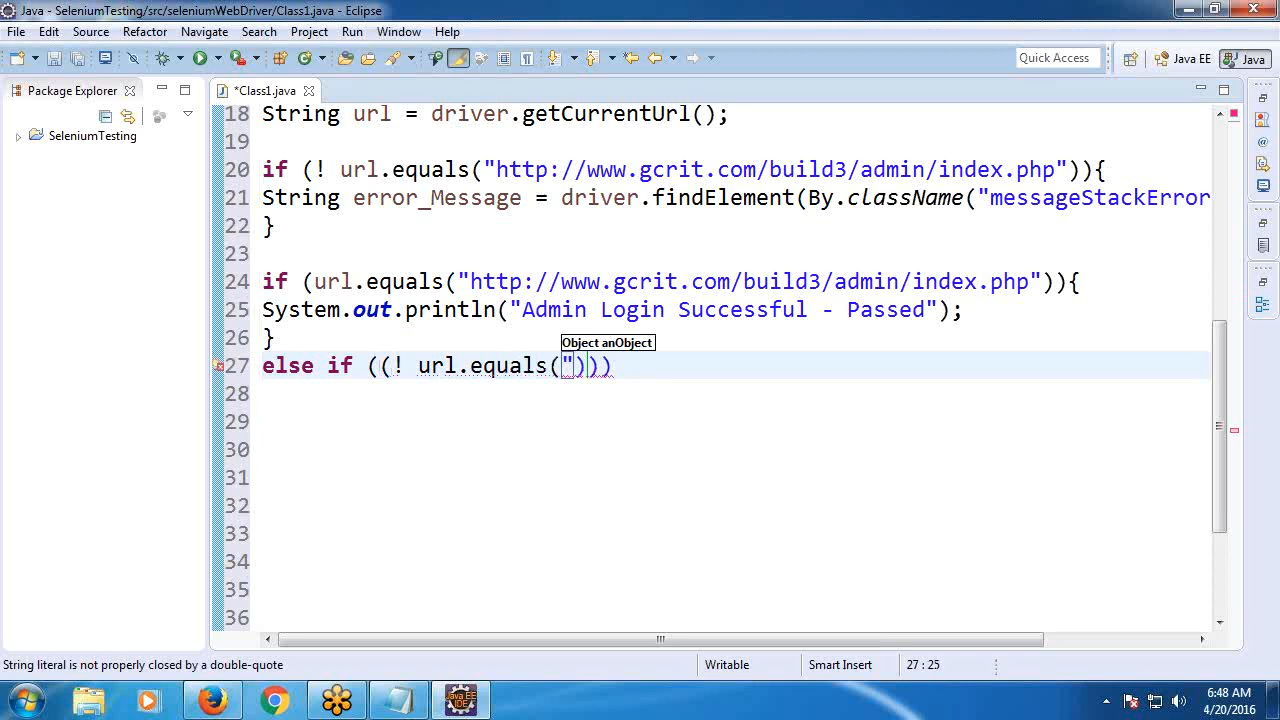 Java - SeleniumTesting/src/seleniumWebDriver/Class1.java - Eclipse
File Edit Source Refactor Navigate Search Project Run Window Help
Quick Access Java EE Java
Package Explorer *Class1.java
SeleniumTesting
18 String url = driver.getCurrentUrl();
19
20 if (! url.equals("http://www.gcrit.com/build3/admin/index.php")){
21 String error_Message = driver.findElement(By.className("messageStackError
22 }
23
24 if (url.equals("http://www.gcrit.com/build3/admin/index.php")){
25 System.out.println("Admin Login Successful - Passed");
26 }
Object anObject
27 else if ((! url.equals(")))
28
29
30
31
32
33
34
35
36
String literal is not properly closed by a double-quote Writable Smart Insert 27 : 25
Java EE IDE
6:48 AM
4/20/2016